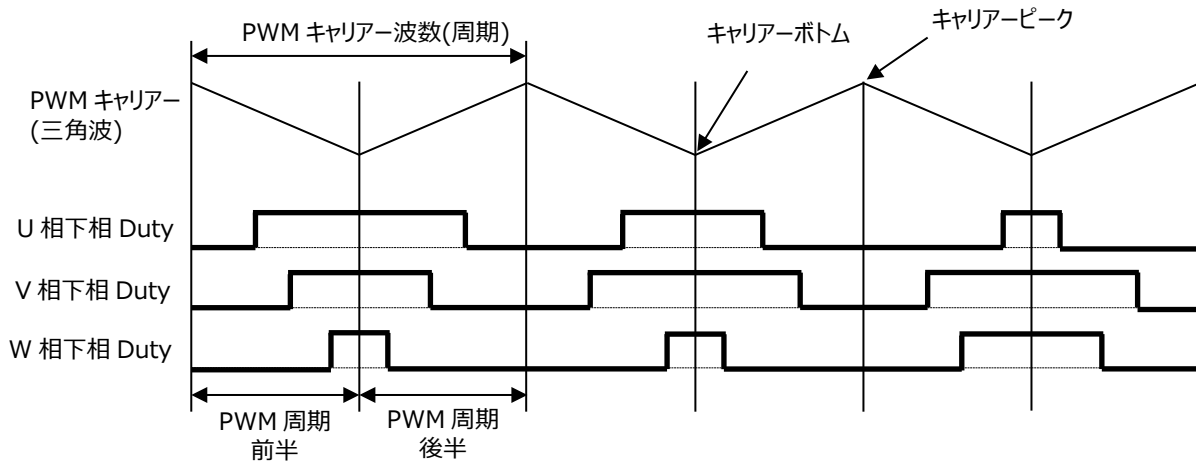 PWM キャリアー波数(周期)
キャリアーボトム
キャリアーピーク
PWM キャリアー
(三角波)
U 相下相 Duty
V 相下相 Duty
W 相下相 Duty
PWM 周期
前半
PWM 周期
後半